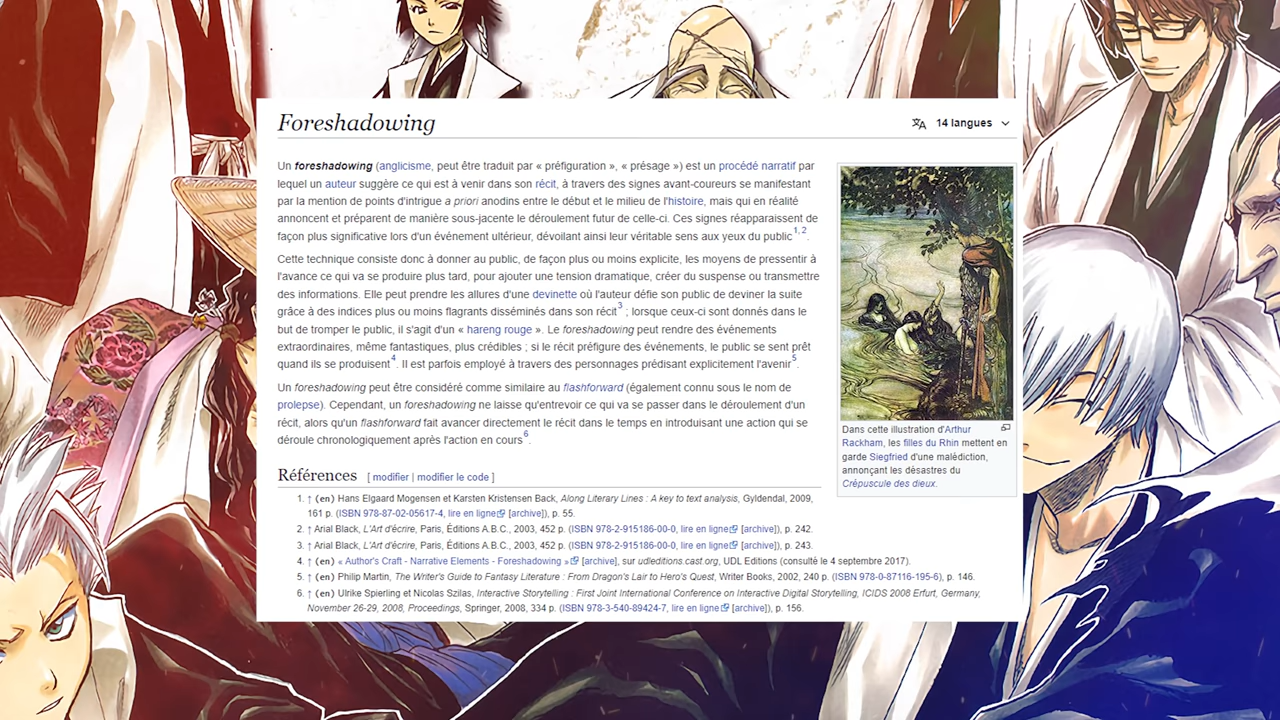 Foreshadowing
14 langues
Un foreshadowing (anglicisme, peut être traduit par « préfiguration », « présage ») est un procédé narratif par
lequel un auteur suggère ce qui est à venir dans son récit, à travers des signes avant-coureurs se manifestant
par la mention de points d'intrigue a priori anodins entre le début et le milieu de l'histoire, mais qui en réalité
annoncent et préparent de manière sous-jacente le déroulement futur de celle-ci. Ces signes réapparaissent de
façon plus significative lors d'un événement ultérieur, dévoilant ainsi leur véritable sens aux yeux du public1, 2.
Cette technique consiste donc à donner au public, de façon plus ou moins explicite, les moyens de pressentir à
l'avance ce qui va se produire plus tard, pour ajouter une tension dramatique, créer du suspense ou transmettre
des informations. Elle peut prendre les allures d'une devinette où l'auteur défie son public de deviner la suite
grâce à des indices plus ou moins flagrants disséminés dans son récit3 ; lorsque ceux-ci sont donnés dans le
but de tromper le public, il s'agit d'un « hareng rouge ». Le foreshadowing peut rendre des événements
extraordinaires, même fantastiques, plus crédibles ; si le récit préfigure des événements, le public se sent prêt
quand ils se produisent4. Il est parfois employé à travers des personnages prédisant explicitement l'avenir5.
Un foreshadowing peut être considéré comme similaire au flashforward (également connu sous le nom de
prolepse). Cependant, un foreshadowing ne laisse qu'entrevoir ce qui va se passer dans le déroulement d'un
récit, alors qu'un flashforward fait avancer directement le récit dans le temps en introduisant une action qui se
déroule chronologiquement après l'action en cours6.
Dans cette illustration d'Arthur
Rackham, les filles du Rhin mettent en
garde Siegfried d'une malédiction,
annonçant les désastres du
Crépuscule des dieux.
Références [ modifier | modifier le code ]
1. ↑ (en) Hans Elgaard Mogensen et Karsten Kristensen Back, Along Literary Lines : A key to text analysis, Gyldendal, 2009,
161 p. (ISBN 978-87-02-05617-4, lire en ligne [archive]), p. 55.
2. ↑ Arial Black, L'Art d'écrire, Paris, Éditions A.B.C., 2003, 452 p. (ISBN 978-2-915186-00-0, lire en ligne [archive]), p. 242.
3. ↑ Arial Black, L'Art d'écrire, Paris, Éditions A.B.C., 2003, 452 p. (ISBN 978-2-915186-00-0, lire en ligne [archive]), p. 243.
4. ↑ (en) « Author's Craft - Narrative Elements - Foreshadowing » [archive], sur udleditions.cast.org, UDL Editions (consulté le 4 septembre 2017).
5. ↑ (en) Philip Martin, The Writer's Guide to Fantasy Literature : From Dragon's Lair to Hero's Quest, Writer Books, 2002, 240 p. (ISBN 978-0-87116-195-6), p. 146.
6. ↑ (en) Ulrike Spierling et Nicolas Szilas, Interactive Storytelling : First Joint International Conference on Interactive Digital Storytelling, ICIDS 2008 Erfurt, Germany,
November 26-29, 2008, Proceedings, Springer, 2008, 334 p. (ISBN 978-3-540-89424-7, lire en ligne [archive]), p. 156.